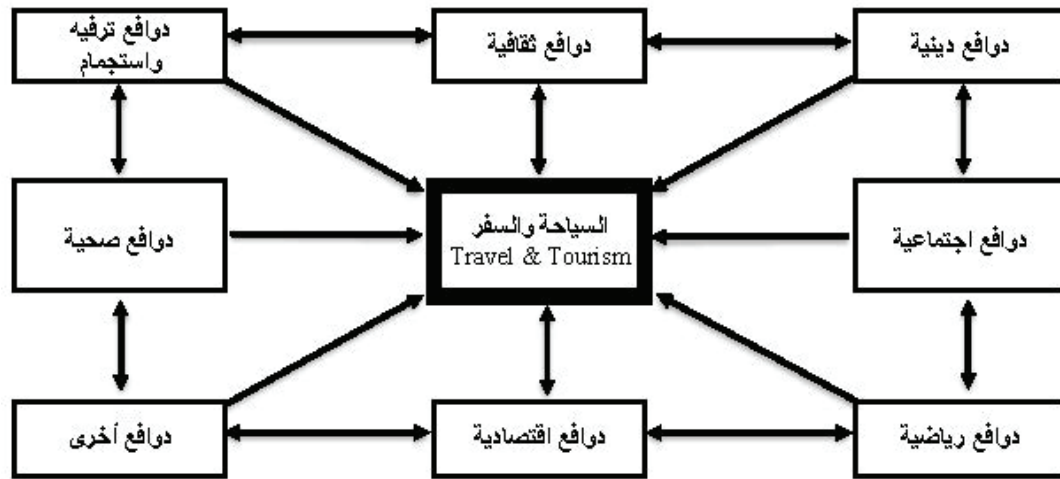 دوافع دينية
دوافع ثقافية
دوافع ترفيه
واستجمام
دوافع اجتماعية
السياحة والسفر
Travel & Tourism
دوافع صحية
دوافع رياضية
دوافع اقتصادية
دوافع أخرى